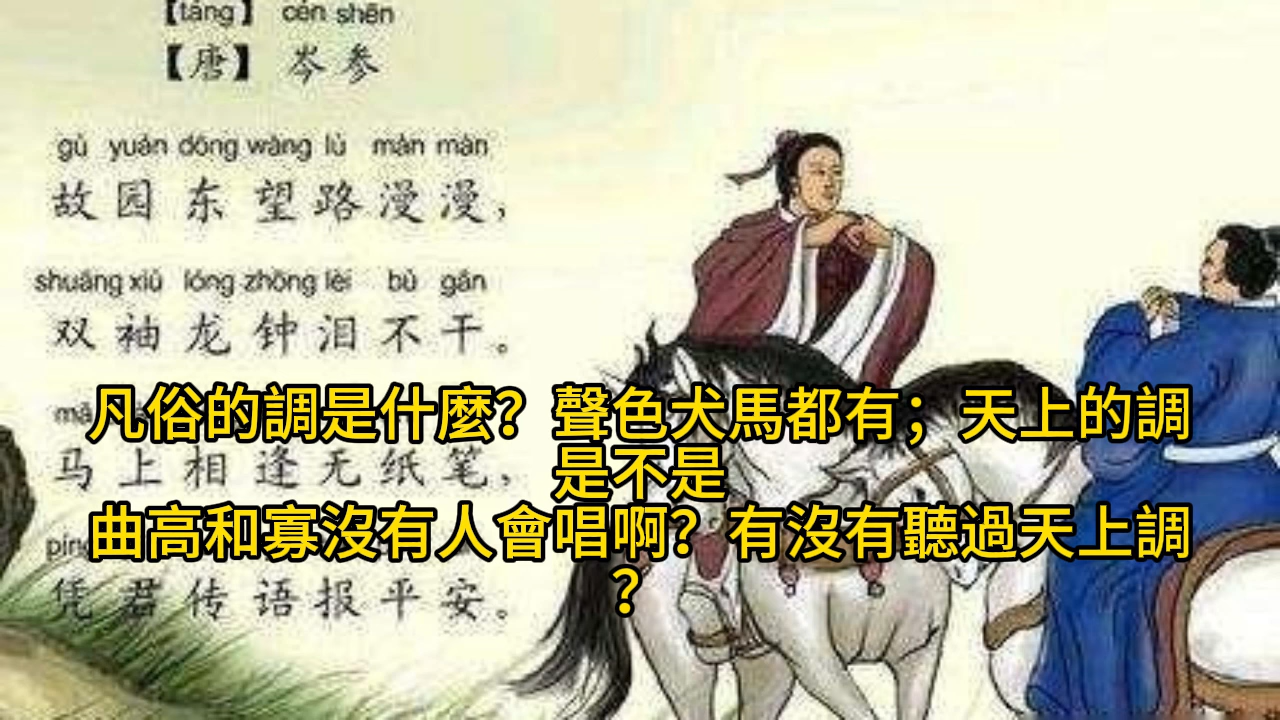 【táng】 cén shēn
【唐】 岑参
gù yuán dōng wàng lù màn màn
故园东望路漫漫，
shuāng xiù lóng zhōng lèi bù gān
双袖龙钟泪不干。
马上相逢无纸笔，
凭君传语报平安。
凡俗的調是什麼？聲色犬馬都有；天上的調
是不是
曲高和寡沒有人會唱啊？有沒有聽過天上調
？